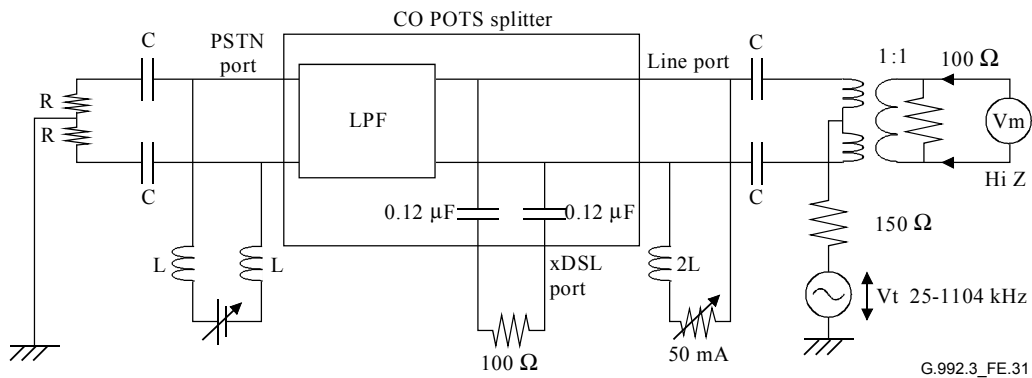 CO POTS splitter
C
PSTN
port
Line port
C
1:1
100 Ω
R
R
LPF
Vm
C
C
Hi Z
0.12 µF
0.12 µF
150 Ω
L
L
xDSL
port
2L
Vt 25-1104 kHz
100 Ω
50 mA
G.992.3_FE.31